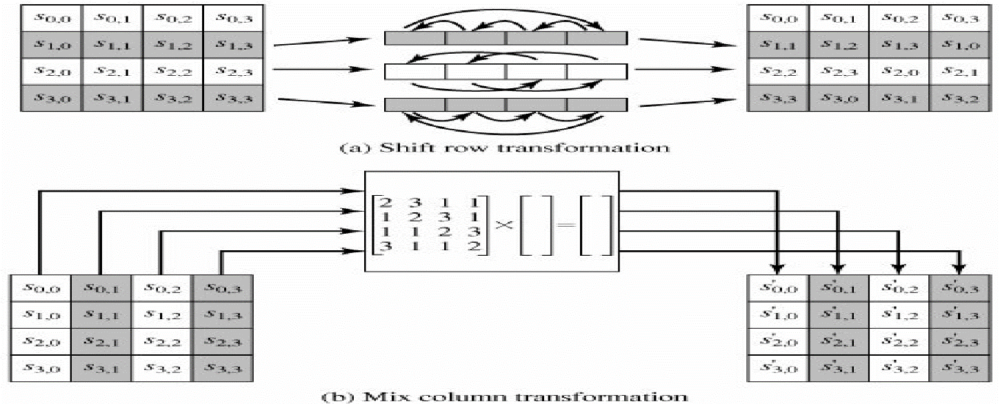 s0,0 s0,1 s0,2 s0,3 s0,0 s0,1 s0,2 s0,3
s1,0 s1,1 s1,2 s1,3 s1,1 s1,2 s1,3 s1,0
s2,0 s2,1 s2,2 s2,3 s2,2 s2,3 s2,0 s2,1
s3,0 s3,1 s3,2 s3,3 s3,3 s3,0 s3,1 s3,2
(a) Shift row transformation
2 3 1 1
1 2 3 1
× =
1 1 2 3
3 1 1 2
s0,0 s0,1 s0,2 s0,3 s'0,0 s'0,1 s'0,2 s'0,3
s1,0 s1,1 s1,2 s1,3 s'1,0 s'1,1 s'1,2 s'1,3
s2,0 s2,1 s2,2 s2,3 s'2,0 s'2,1 s'2,2 s'2,3
s3,0 s3,1 s3,2 s3,3 s'3,0 s'3,1 s'3,2 s'3,3
(b) Mix column transformation